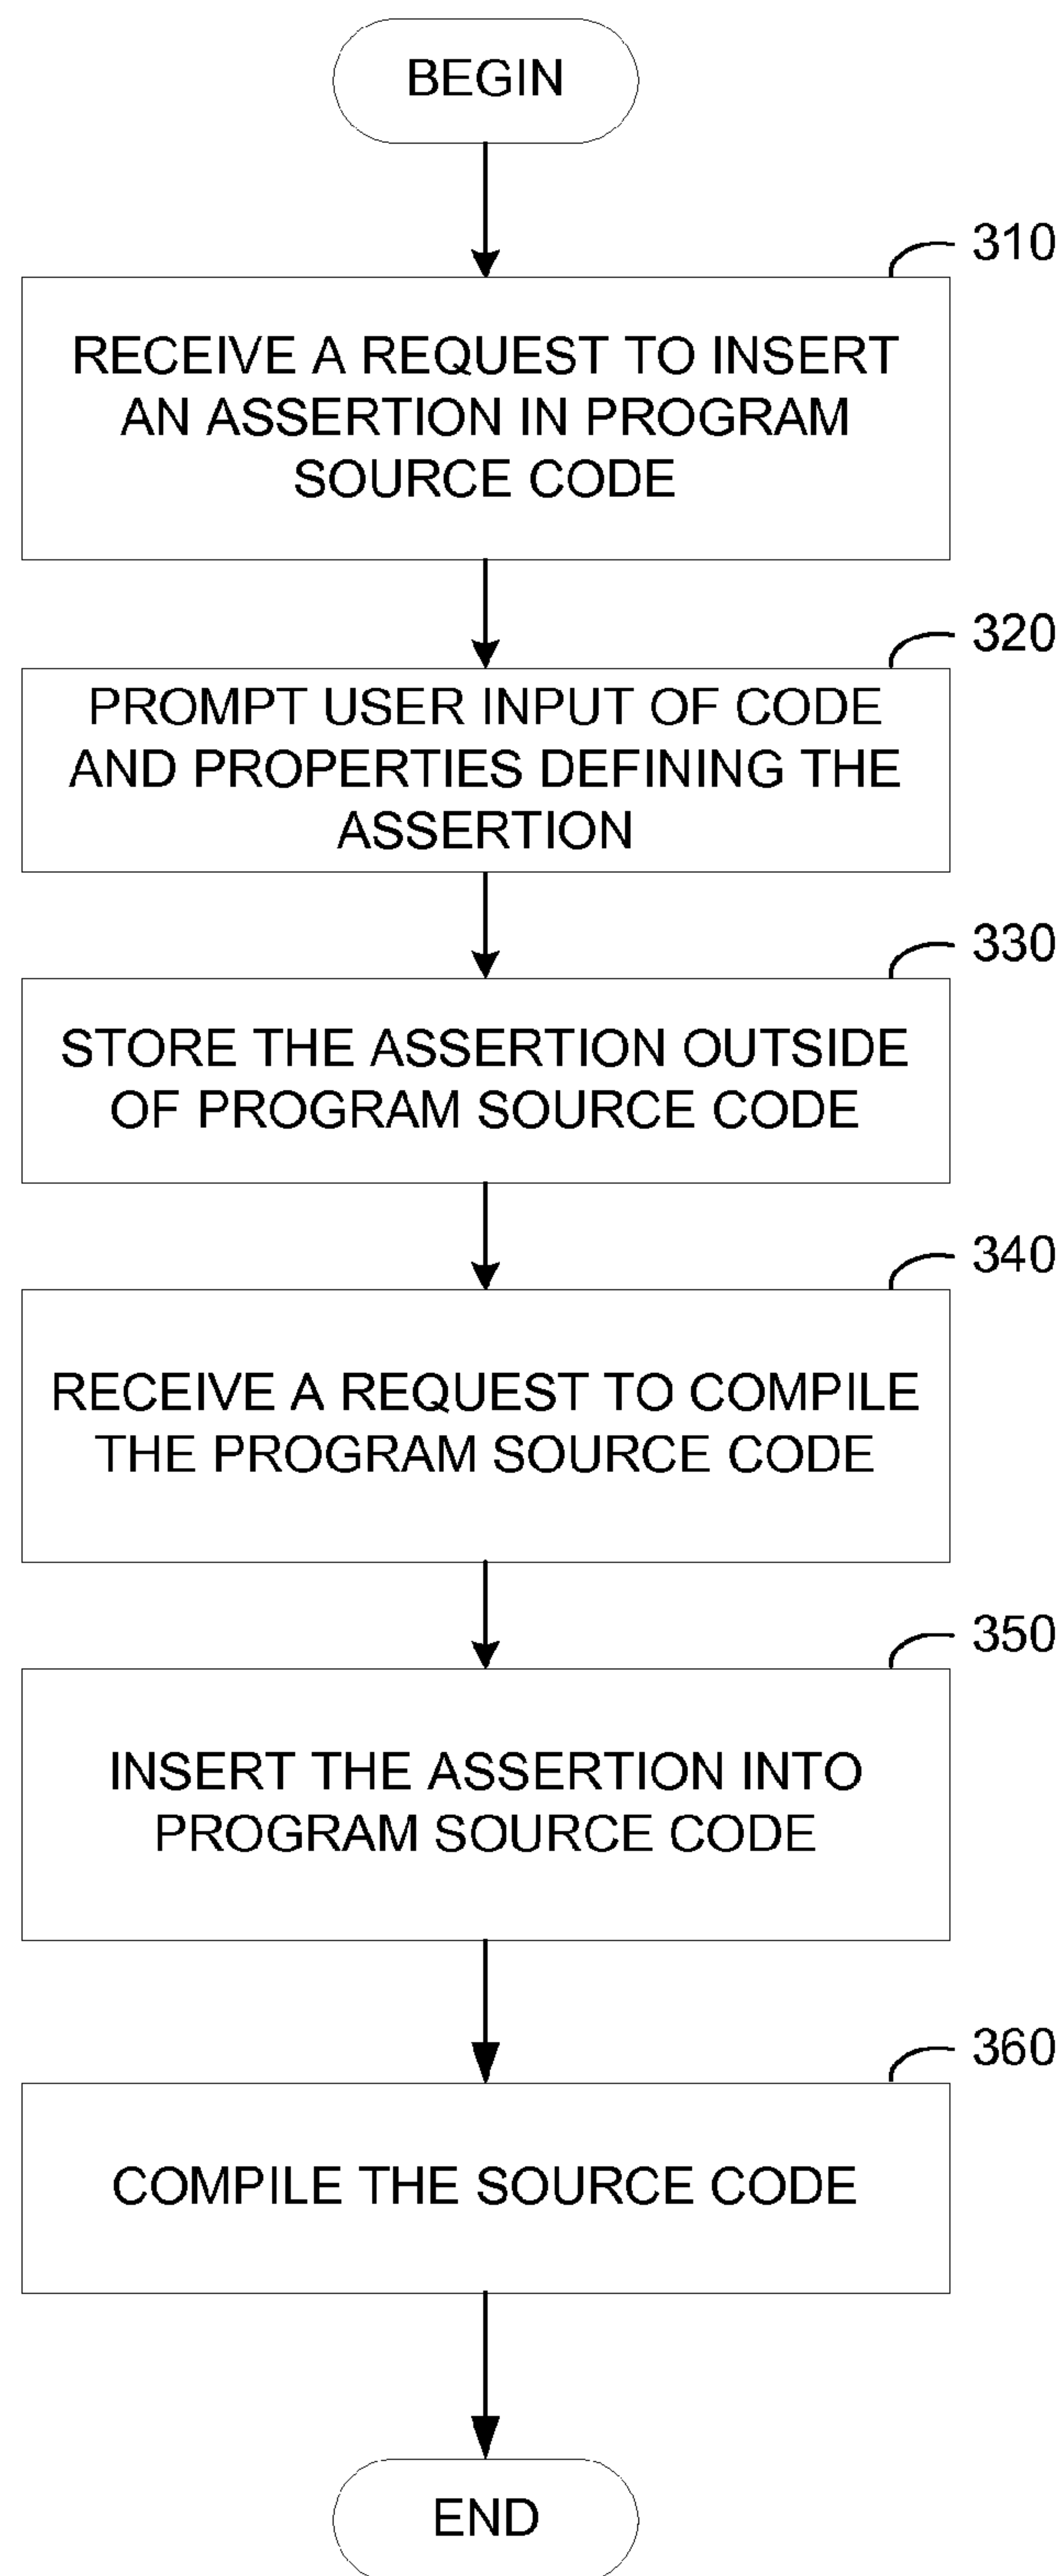 BEGIN
310
RECEIVE A REQUEST TO INSERT
AN ASSERTION IN PROGRAM
SOURCE CODE
320
PROMPT USER INPUT OF CODE
AND PROPERTIES DEFINING THE
ASSERTION
330
STORE THE ASSERTION OUTSIDE
OF PROGRAM SOURCE CODE
340
RECEIVE A REQUEST TO COMPILE
THE PROGRAM SOURCE CODE
350
INSERT THE ASSERTION INTO
PROGRAM SOURCE CODE
360
COMPILE THE SOURCE CODE
END